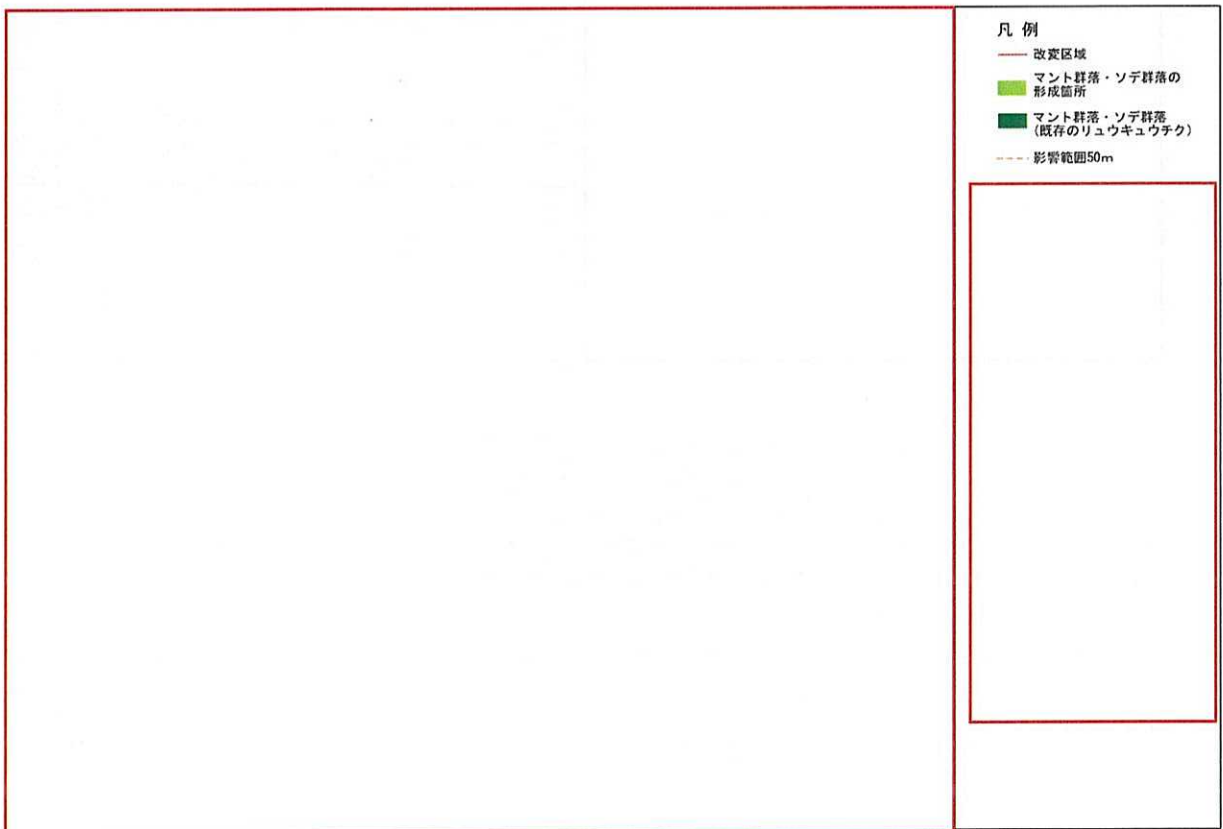 凡 例
改変区域
マント群落・ソデ群落の
形成箇所
マント群落・ソデ群落
(既存のリュウキュウチク)
影響範囲50m